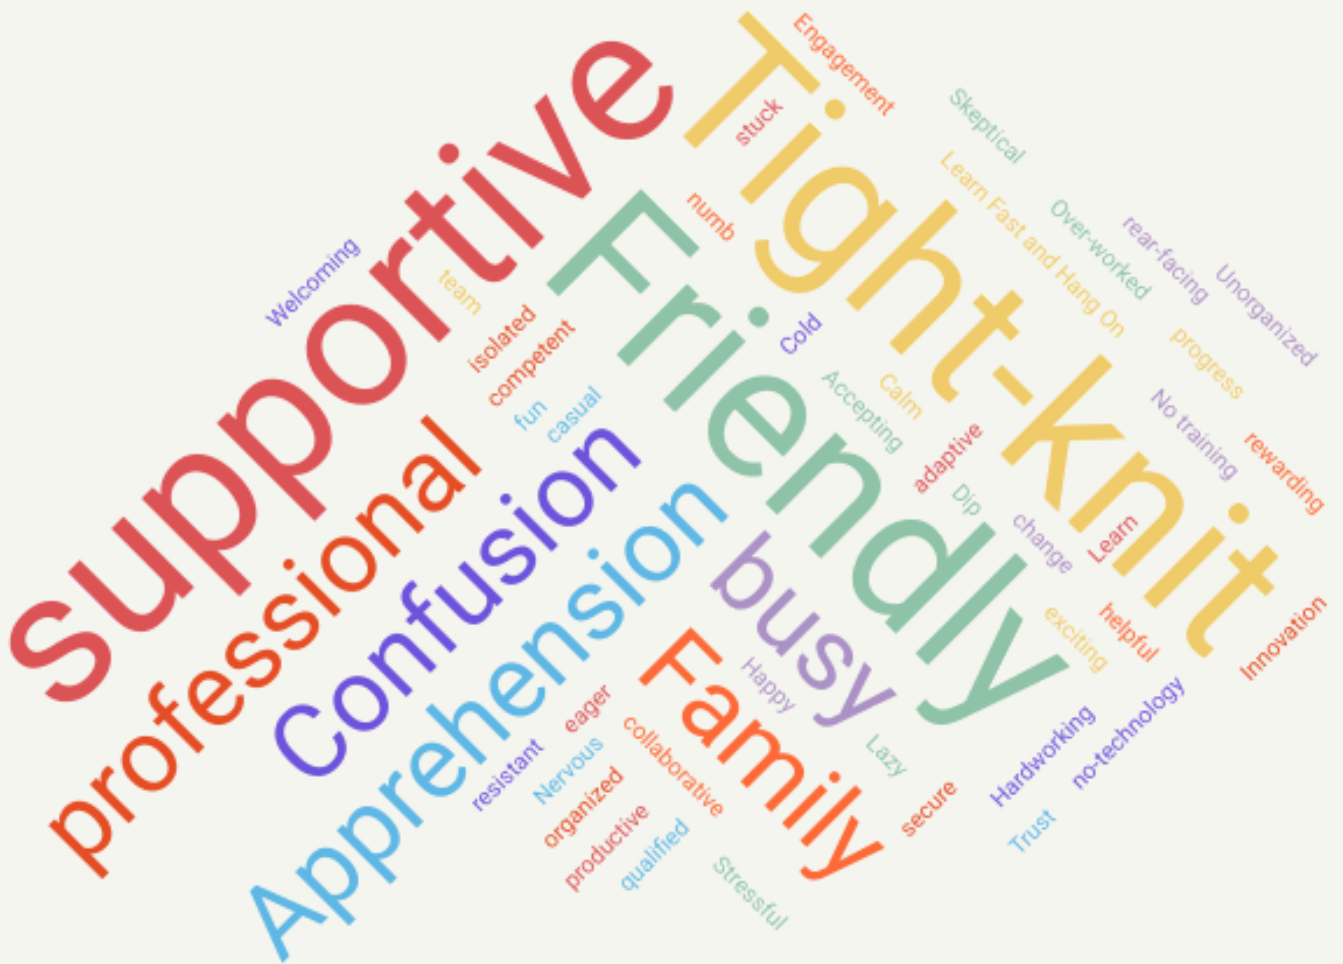 supportive
Tight-knit
Friendly
professional
Confusion
Apprehension
busy
Family
Engagement
stuck
Skeptical
numb
Learn Fast and Hang On
Over-worked
rear-facing
Unorganized
Welcoming
team
isolated
competent
Cold
progress
fun
casual
Accepting
Calm
No training
adaptive
rewarding
Dip
change
Learn
exciting
helpful
Innovation
Happy
eager
collaborative
resistant
Nervous
organized
Lazy
Hardworking
no-technology
productive
qualified
secure
Trust
Stressful